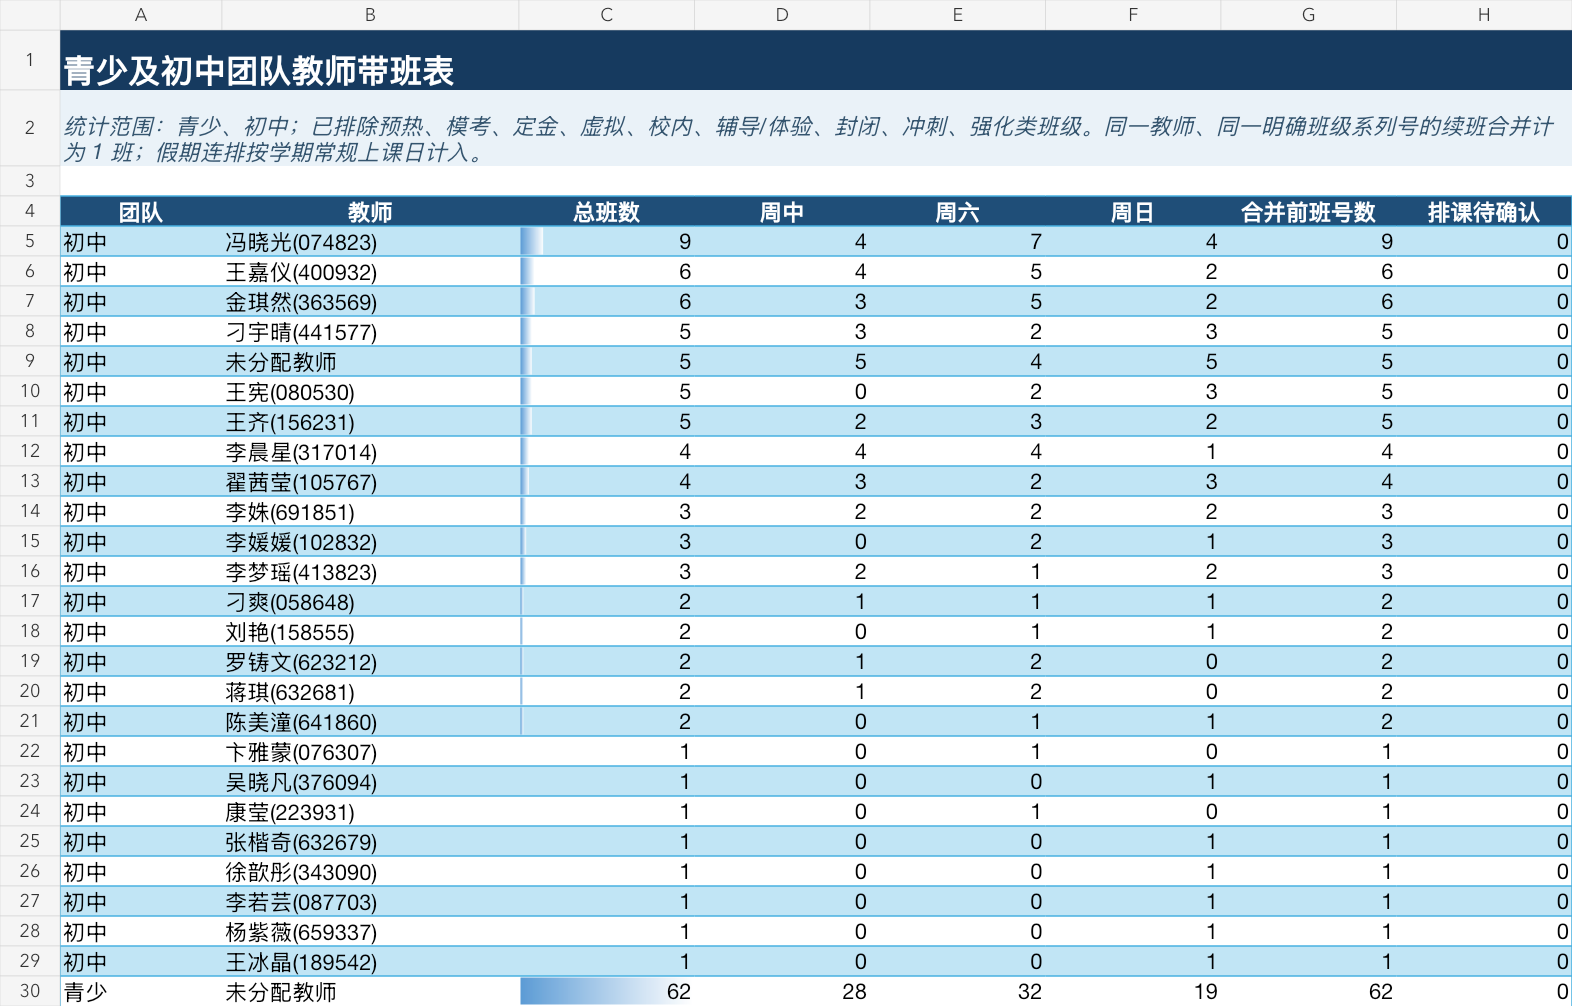 A B C D E F G H
1 青少及初中团队教师带班表
2 统计范围：青少、初中；已排除预热、模考、定金、虚拟、校内、辅导/体验、封闭、冲刺、强化类班级。同一教师、同一明确班级系列号的续班合并计
为 1 班；假期连排按学期常规上课日计入。
3
4 团队 教师 总班数 周中 周六 周日 合并前班号数 排课待确认
5 初中 冯晓光(074823) 9 4 7 4 9 0
6 初中 王嘉仪(400932) 6 4 5 2 6 0
7 初中 金琪然(363569) 6 3 5 2 6 0
8 初中 刁宇晴(441577) 5 3 2 3 5 0
9 初中 未分配教师 5 5 4 5 5 0
10 初中 王宪(080530) 5 0 2 3 5 0
11 初中 王齐(156231) 5 2 3 2 5 0
12 初中 李晨星(317014) 4 4 4 1 4 0
13 初中 翟茜莹(105767) 4 3 2 3 4 0
14 初中 李姝(691851) 3 2 2 2 3 0
15 初中 李媛媛(102832) 3 0 2 1 3 0
16 初中 李梦瑶(413823) 3 2 1 2 3 0
17 初中 刁爽(058648) 2 1 1 1 2 0
18 初中 刘艳(158555) 2 0 1 1 2 0
19 初中 罗铸文(623212) 2 1 2 0 2 0
20 初中 蒋琪(632681) 2 1 2 0 2 0
21 初中 陈美潼(641860) 2 0 1 1 2 0
22 初中 卞雅蒙(076307) 1 0 1 0 1 0
23 初中 吴晓凡(376094) 1 0 0 1 1 0
24 初中 康莹(223931) 1 0 1 0 1 0
25 初中 张楷奇(632679) 1 0 0 1 1 0
26 初中 徐歆彤(343090) 1 0 0 1 1 0
27 初中 李若芸(087703) 1 0 0 1 1 0
28 初中 杨紫薇(659337) 1 0 0 1 1 0
29 初中 王冰晶(189542) 1 0 0 1 1 0
30 青少 未分配教师 62 28 32 19 62 0